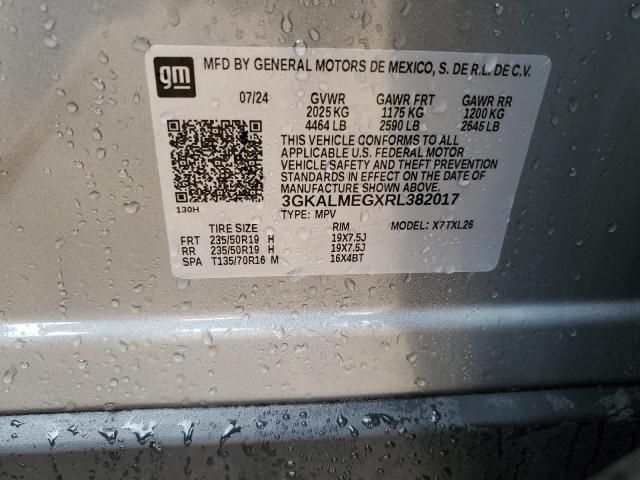 gm
MFD BY GENERAL MOTORS DE MEXICO, S. DE R.L. DE C.V.
07/24 GVWR GAWR FRT GAWR RR
2025 KG 1175 KG 1200 KG
4464 LB 2590 LB 2645 LB
THIS VEHICLE CONFORMS TO ALL
APPLICABLE U.S. FEDERAL MOTOR
VEHICLE SAFETY AND THEFT PREVENTION
STANDARDS IN EFFECT ON THE DATE OF
MANUFACTURE SHOWN ABOVE.
130H
3GKALMEGXRL382017
TYPE: MPV MODEL: X7TXL26
TIRE SIZE RIM
FRT 235/50R19 H 19X7.5J
RR 235/50R19 H 19X7.5J
SPA T135/70R16 M 16X4BT